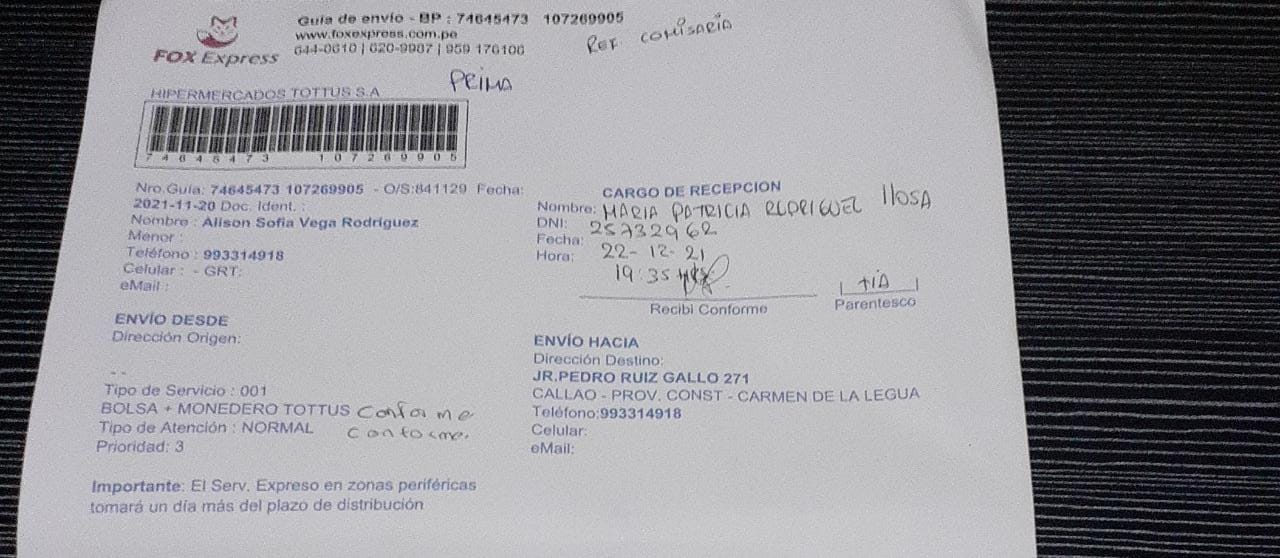 Guía de envío - BP : 74645473 107269905
www.foxexpress.com.pe
644-0610 | 620-9987 | 959 176106
FOX Express
Ref. COMISARIA
PRIMA
HIPERMERCADOS TOTTUS S.A
74645473 107269905
Nro.Guía: 74645473 107269905 - O/S:841129 Fecha:
2021-11-20 Doc. Ident. :
Nombre : Alison Sofia Vega Rodriguez
Menor :
Teléfono : 993314918
Celular : - GRT:
eMail :
CARGO DE RECEPCION
Nombre: MARIA PATRICIA RODRIGUEZ llOSA
DNI: 25732962
Fecha: 22-12-21
Hora: 19:35
Recibi Conforme
tiA
Parentesco
ENVÍO DESDE
Dirección Origen:
- -
Tipo de Servicio : 001
BOLSA + MONEDERO TOTTUS Conforme
Tipo de Atención : NORMAL Conforme.
Prioridad: 3
ENVÍO HACIA
Dirección Destino:
JR.PEDRO RUIZ GALLO 271
CALLAO - PROV. CONST - CARMEN DE LA LEGUA
Teléfono:993314918
Celular:
eMail:
Importante: El Serv. Expreso en zonas periféricas
tomará un día más del plazo de distribución